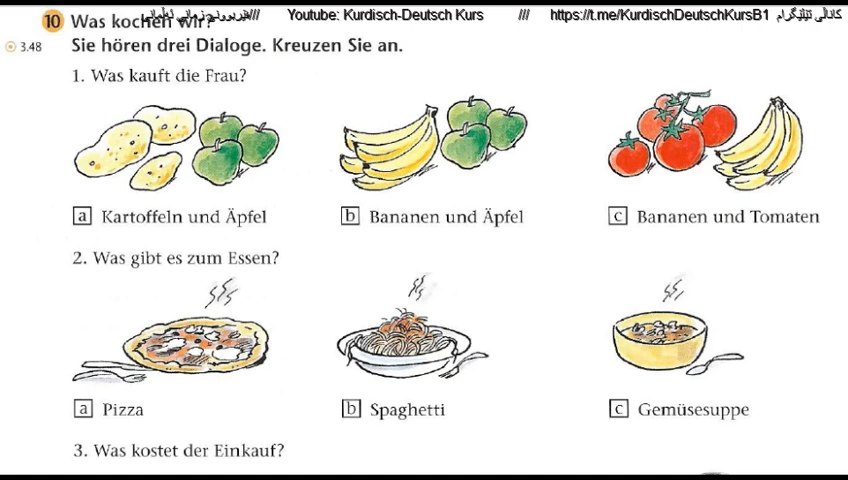 Youtube: Kurdisch-Deutsch Kurs /// https://t.me/KurdischDeutschKursB1 کاناڵی تێلێگرام
10 Was kochen wir?
3.48 Sie hören drei Dialoge. Kreuzen Sie an.
1. Was kauft die Frau?
a Kartoffeln und Äpfel b Bananen und Äpfel c Bananen und Tomaten
2. Was gibt es zum Essen?
a Pizza b Spaghetti c Gemüsesuppe
3. Was kostet der Einkauf?